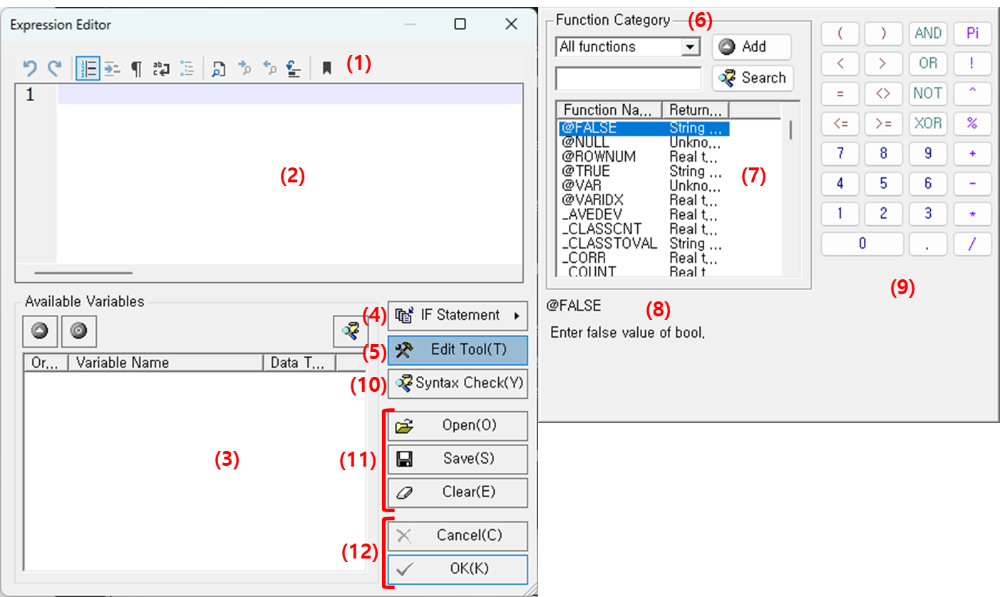 Expression Editor
(1)
1
(2)
Available Variables
Or... Variable Name Data T...
(3)
(4) IF Statement
(5) Edit Tool(T)
(10) Syntax Check(Y)
(11)
Open(O)
Save(S)
Clear(E)
(12)
Cancel(C)
OK(K)
Function Category (6)
All functions Add
Search
Function Na... Return...
@FALSE String ...
@NULL Unkno...
@ROWNUM Real t...
@TRUE String ...
@VAR Unkno...
@VARIDX Real t...
_AVEDEV Real t...
_CLASSCNT Real t...
_CLASSTOVAL String ...
_CORR Real t...
_COUNT Real t
(7)
@FALSE (8)
Enter false value of bool.
( ) AND Pi
< > OR !
= <> NOT ^
<= >= XOR %
7 8 9 +
4 5 6 -
1 2 3 *
0 . /
(9)